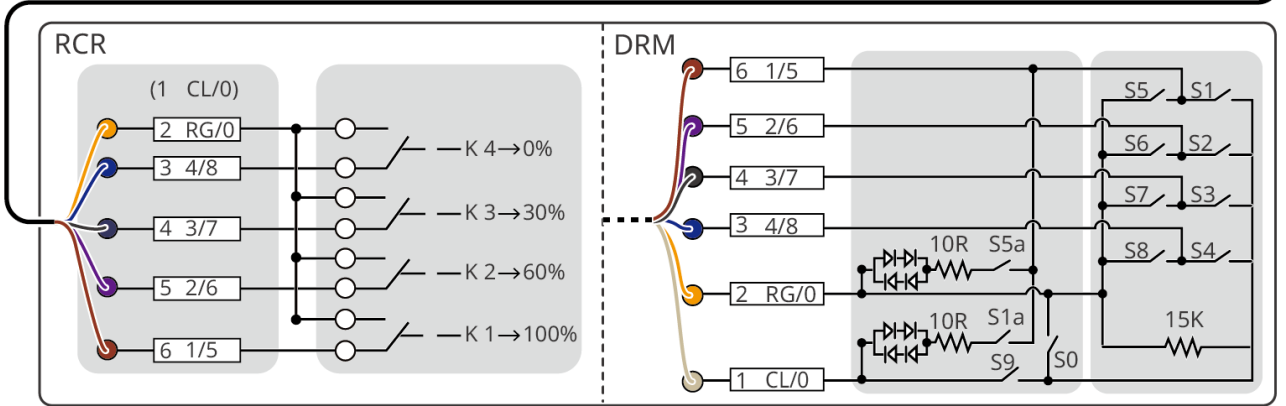 RCR
(1 CL/0)
2 RG/0
3 4/8
4 3/7
5 2/6
6 1/5
K 4→0%
K 3→30%
K 2→60%
K 1→100%
DRM
6 1/5
5 2/6
4 3/7
3 4/8
2 RG/0
1 CL/0
10R S5a
10R S1a
S9
S0
S5 S1
S6 S2
S7 S3
S8 S4
15K